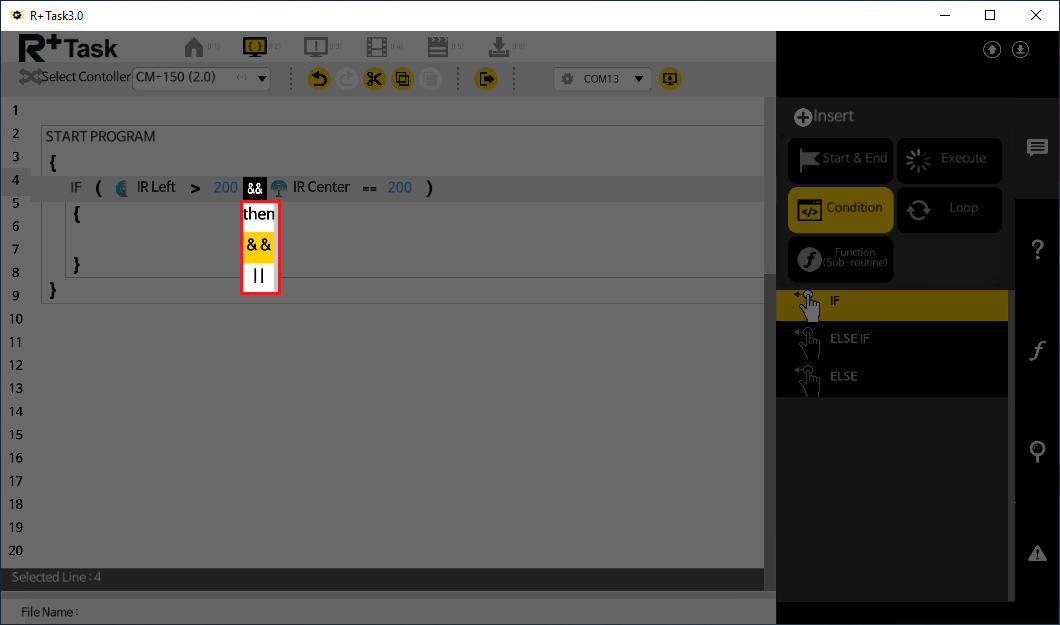 R+Task3.0
R+Task (F1) (F2) (F3) (F4) (F5) (F6)
Select Contoller CM-150 (2.0) COM13
1
2 START PROGRAM
3 {
4 IF ( IR Left > 200 && IR Center == 200 )
5 {
then
6
&&
7
8 }
||
9 }
10
11
12
13
14
15
16
17
18
19
20
Selected Line : 4
File Name :
Insert
Start & End Execute
Condition Loop
Function
(Sub-routine)
IF
ELSE IF
ELSE